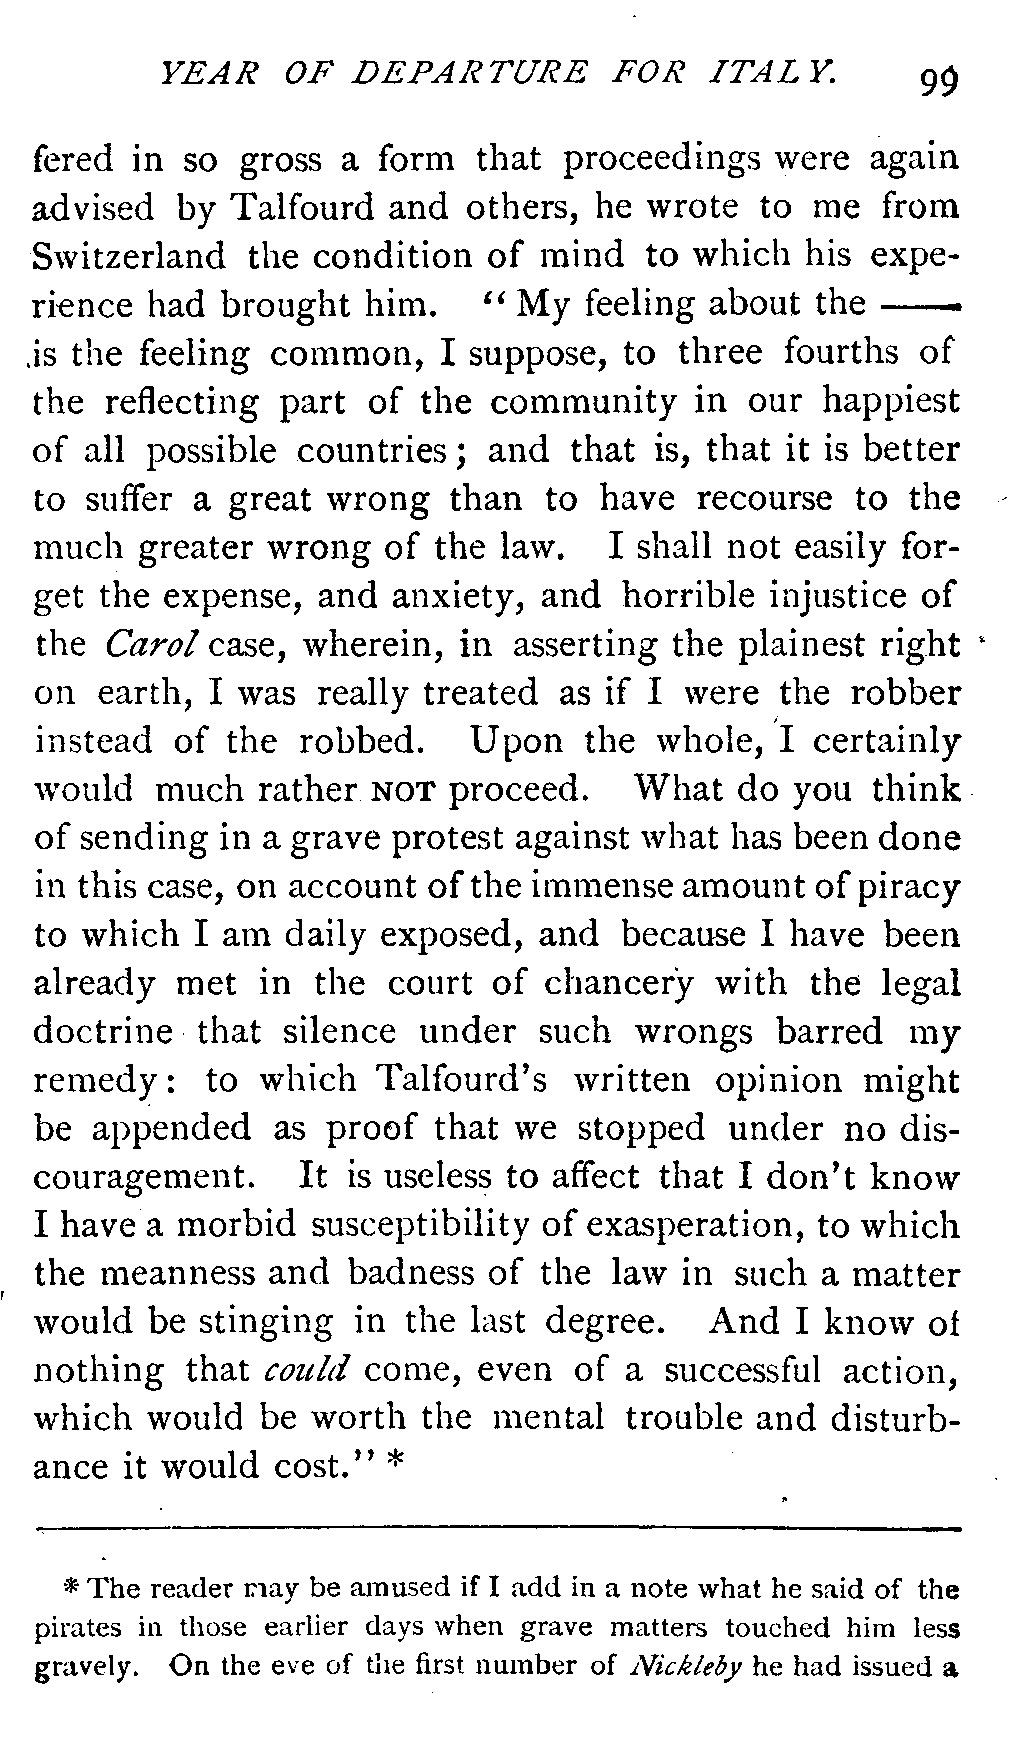 YEAR OF DEPARTURE FOR ITALY. 99
fered in so gross a form that proceedings were again
advised by Talfourd and others, he wrote to me from
Switzerland the condition of mind to which his expe-
rience had brought him. "My feeling about the ——
is the feeling common, I suppose, to three fourths of
the reflecting part of the community in our happiest
of all possible countries; and that is, that it is better
to suffer a great wrong than to have recourse to the
much greater wrong of the law. I shall not easily for-
get the expense, and anxiety, and horrible injustice of
the Carol case, wherein, in asserting the plainest right
on earth, I was really treated as if I were the robber
instead of the robbed. Upon the whole, I certainly
would much rather NOT proceed. What do you think
of sending in a grave protest against what has been done
in this case, on account of the immense amount of piracy
to which I am daily exposed, and because I have been
already met in the court of chancery with the legal
doctrine that silence under such wrongs barred my
remedy: to which Talfourd's written opinion might
be appended as proof that we stopped under no dis-
couragement. It is useless to affect that I don't know
I have a morbid susceptibility of exasperation, to which
the meanness and badness of the law in such a matter
would be stinging in the last degree. And I know of
nothing that could come, even of a successful action,
which would be worth the mental trouble and disturb-
ance it would cost." *
* The reader may be amused if I add in a note what he said of the
pirates in those earlier days when grave matters touched him less
gravely. On the eve of the first number of Nickleby he had issued a